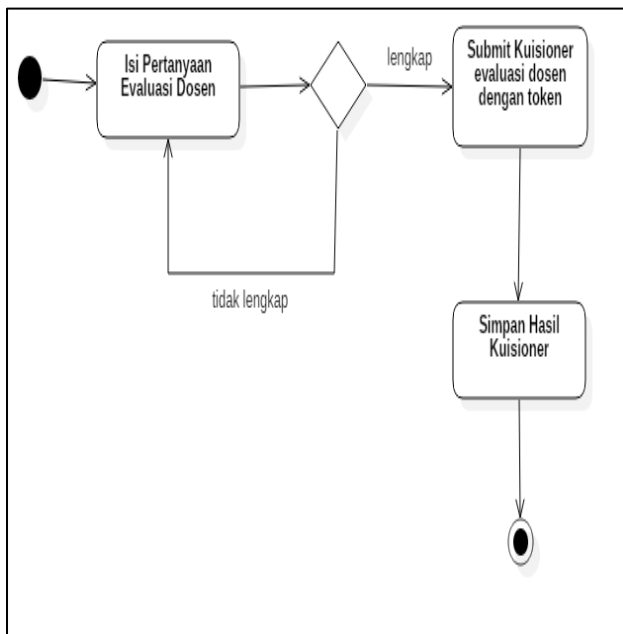 Isi Pertanyaan
Evaluasi Dosen
lengkap
Submit Kuisioner
evaluasi dosen
dengan token
tidak lengkap
Simpan Hasil
Kuisioner